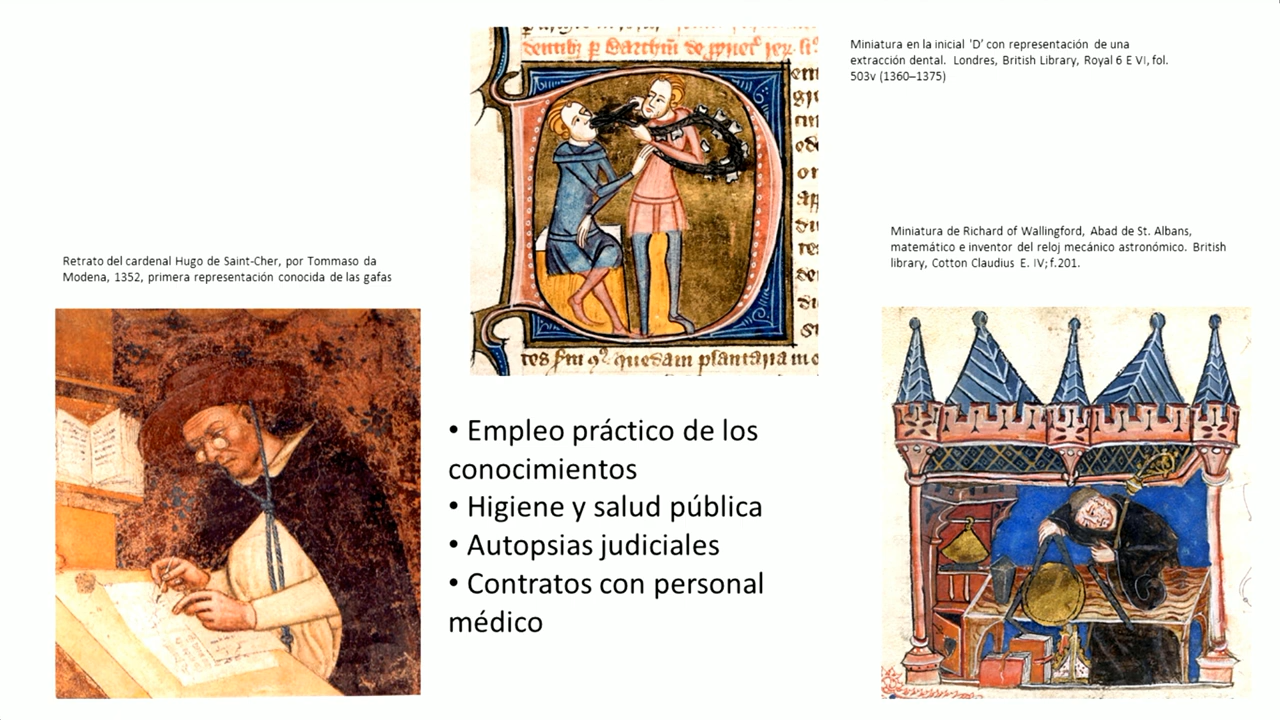 Miniatura en la inicial 'D' con representación de una
extracción dental. Londres, British Library, Royal 6 E VI, fol.
503v (1360–1375)
Miniatura de Richard of Wallingford, Abad de St. Albans,
matemático e inventor del reloj mecánico astronómico. British
library, Cotton Claudius E. IV; f.201.
Retrato del cardenal Hugo de Saint-Cher, por Tommaso da
Modena, 1352, primera representación conocida de las gafas
• Empleo práctico de los
conocimientos
• Higiene y salud pública
• Autopsias judiciales
• Contratos con personal
médico